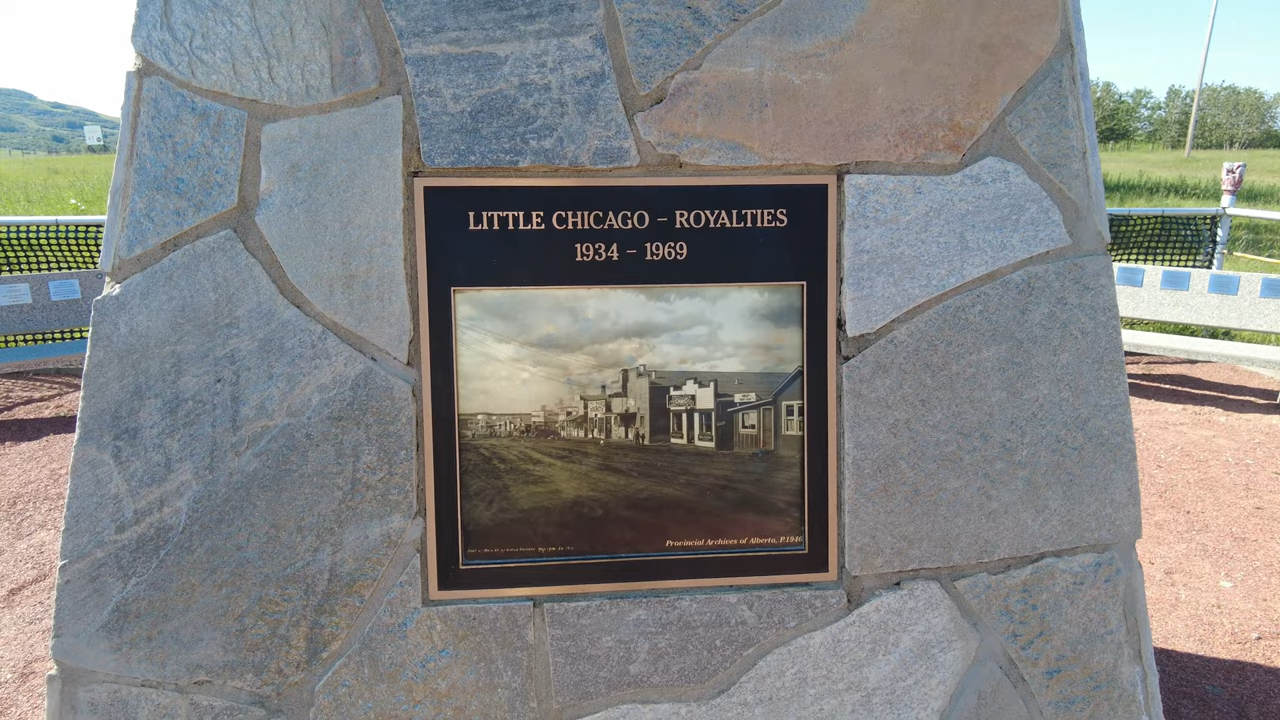 LITTLE CHICAGO – ROYALTIES
1934 – 1969
Provincial Archives of Alberta, P.1946